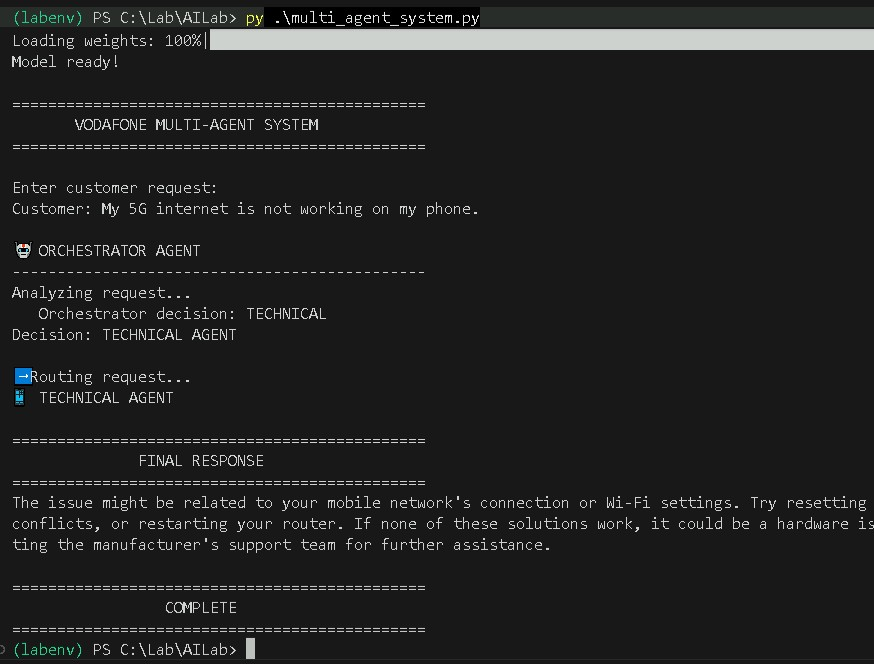 (labenv) PS C:\Lab\AILab> py .\multi_agent_system.py
Loading weights: 100%|
Model ready!
==============================================
VODAFONE MULTI-AGENT SYSTEM
==============================================
Enter customer request:
Customer: My 5G internet is not working on my phone.
🤖 ORCHESTRATOR AGENT
----------------------------------------------
Analyzing request...
Orchestrator decision: TECHNICAL
Decision: TECHNICAL AGENT
➡Routing request...
📱 TECHNICAL AGENT
==============================================
FINAL RESPONSE
==============================================
The issue might be related to your mobile network's connection or Wi-Fi settings. Try resetting
conflicts, or restarting your router. If none of these solutions work, it could be a hardware is
ting the manufacturer's support team for further assistance.
==============================================
COMPLETE
==============================================
(labenv) PS C:\Lab\AILab>